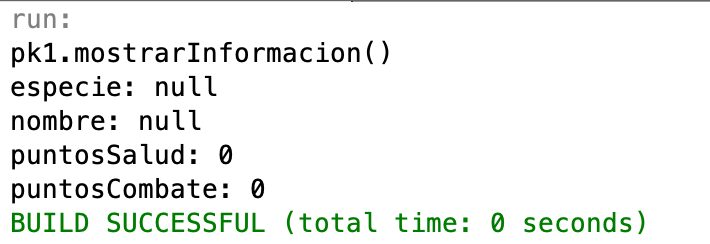 run:
pk1.mostrarInformacion()
especie: null
nombre: null
puntosSalud: 0
puntosCombate: 0
BUILD SUCCESSFUL (total time: 0 seconds)